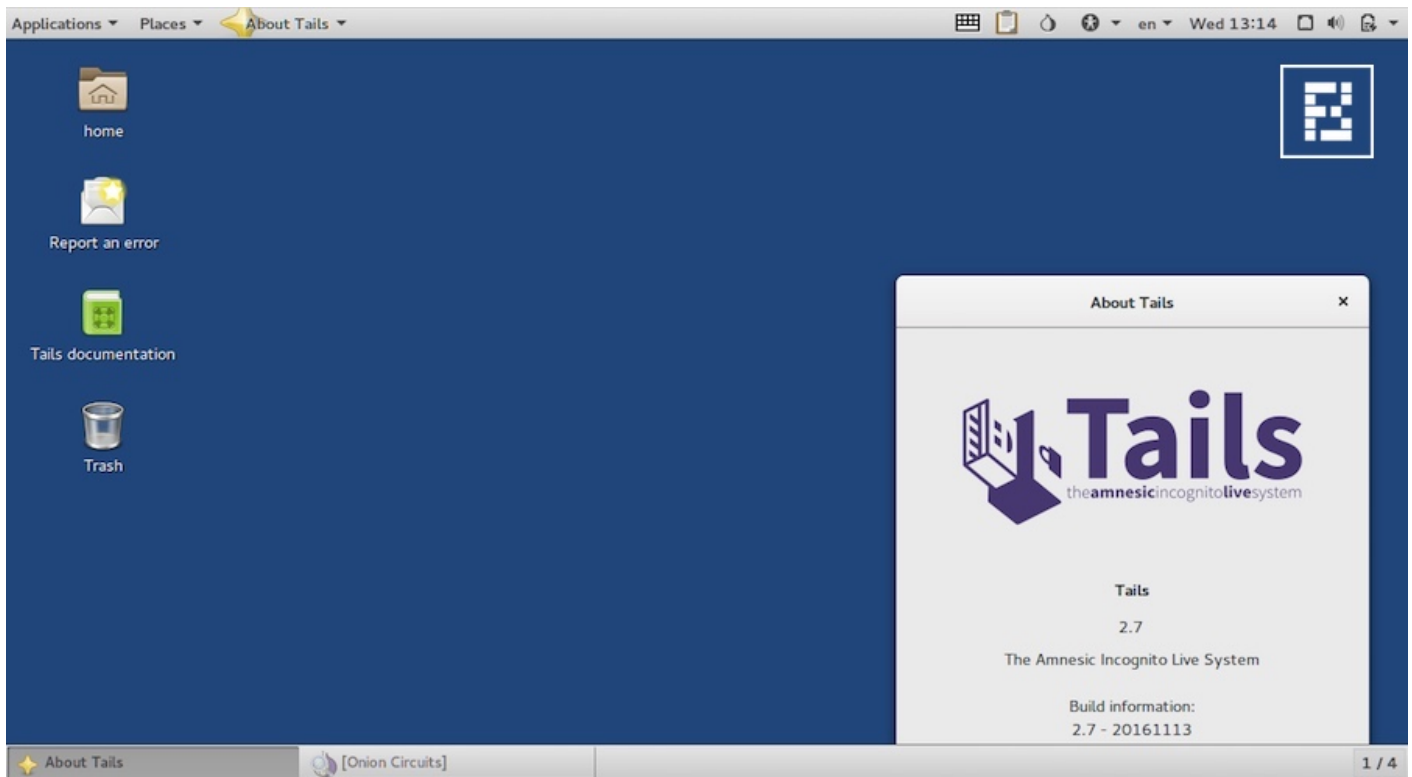 Applications Places About Tails en Wed 13:14
home
Report an error
Tails documentation
Trash
About Tails ×
Tails
theamnesicincognitolivesystem
Tails
2.7
The Amnesic Incognito Live System
Build information:
2.7 - 20161113
About Tails [Onion Circuits] 1 / 4